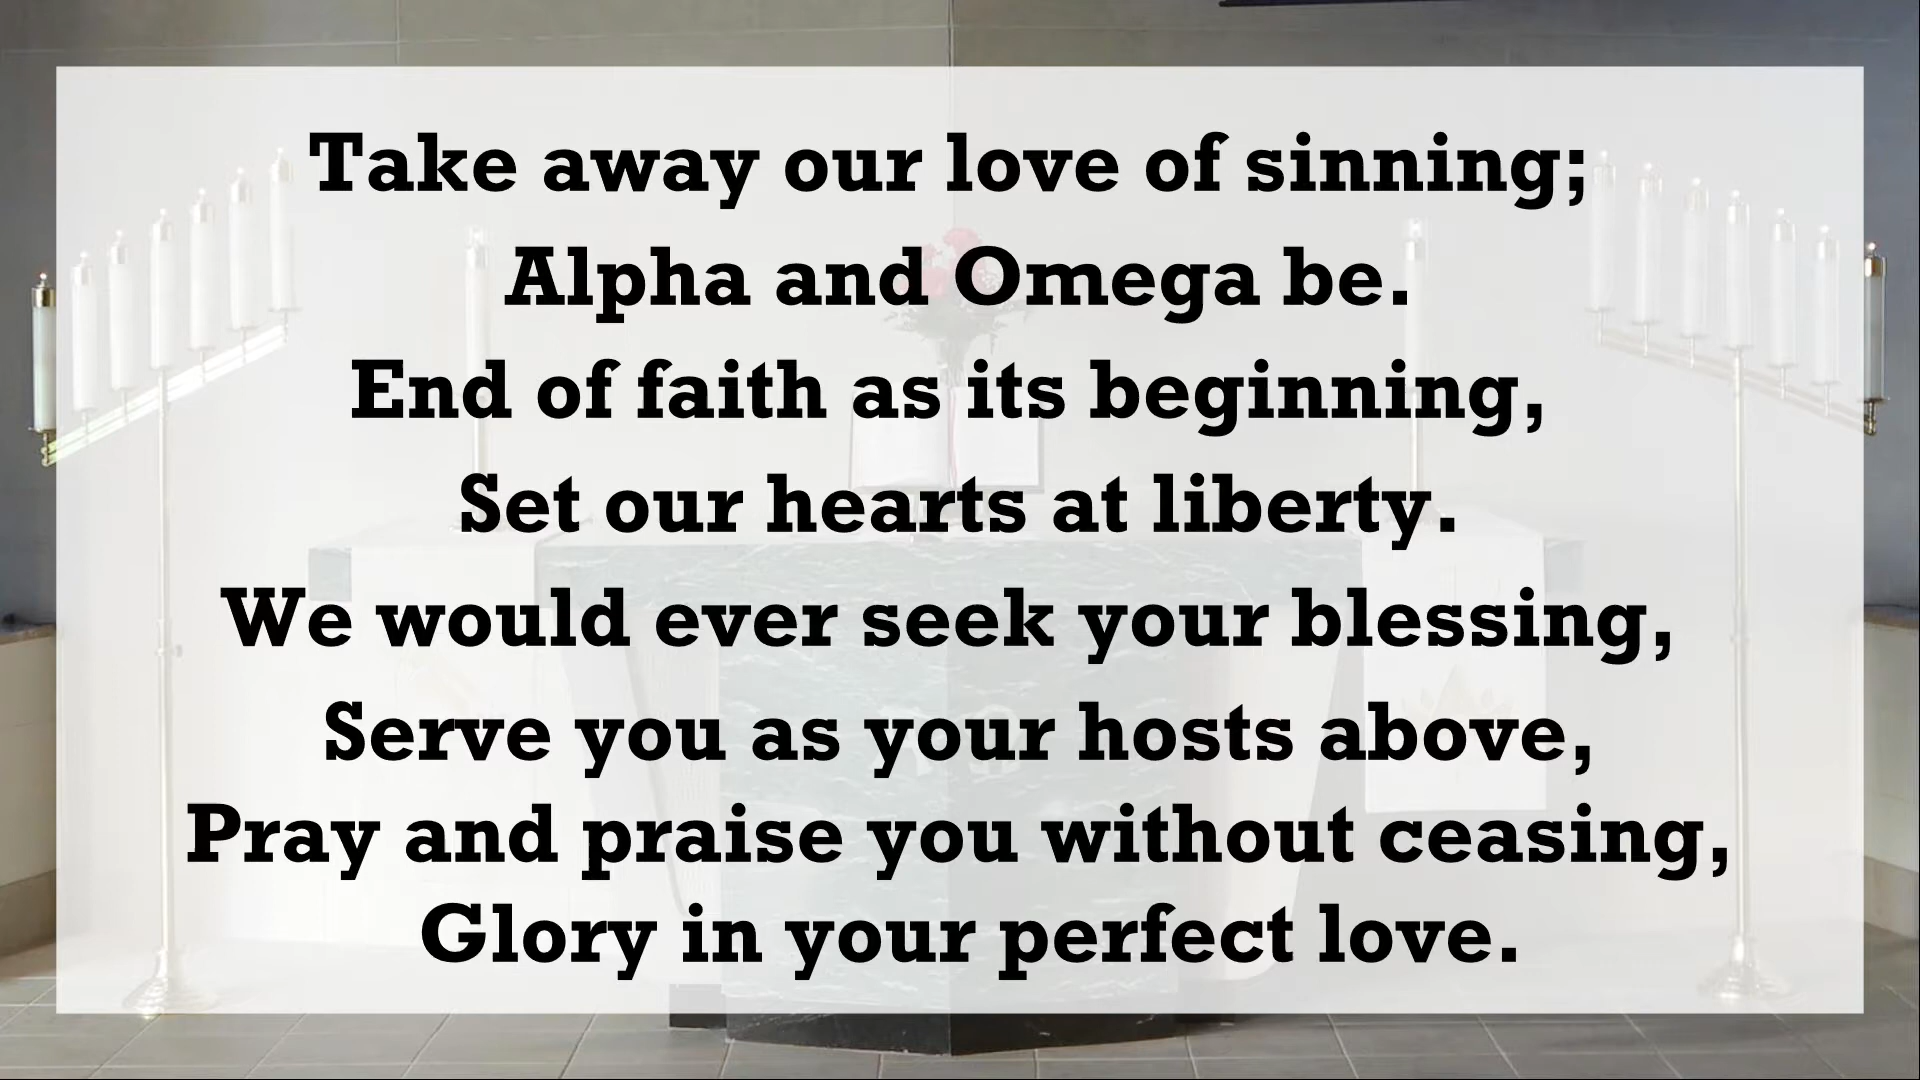 Take away our love of sinning;
Alpha and Omega be.
End of faith as its beginning,
Set our hearts at liberty.
We would ever seek your blessing,
Serve you as your hosts above,
Pray and praise you without ceasing,
Glory in your perfect love.